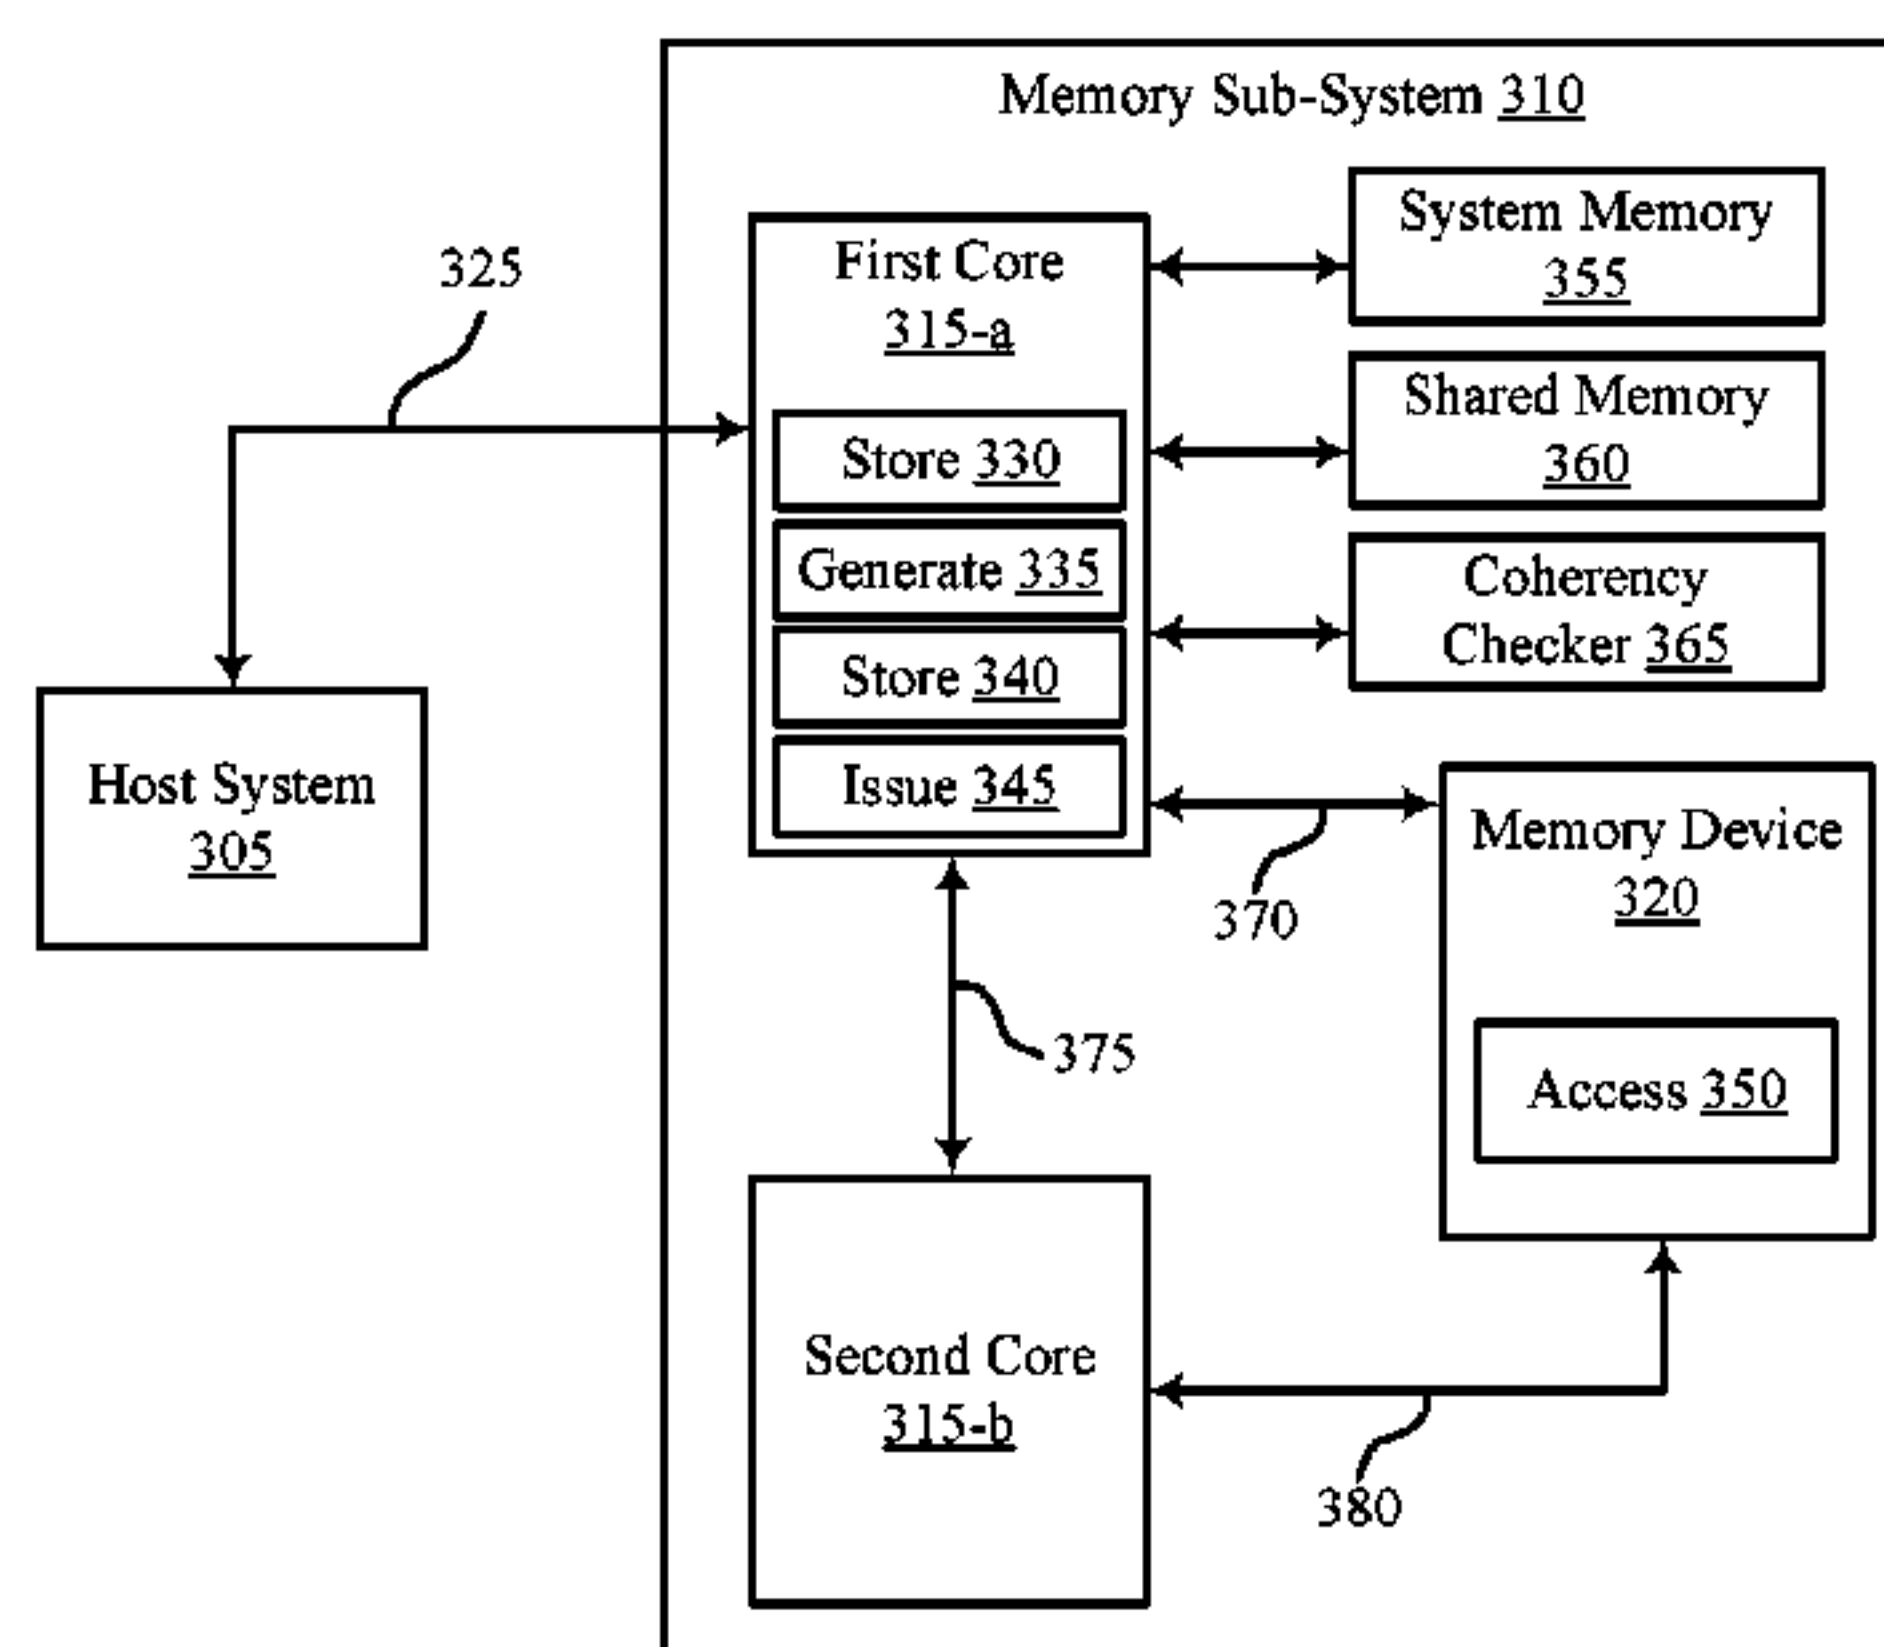 Memory Sub-System 310
System Memory
355
First Core
315-a
325
Shared Memory
360
Store 330
Generate 335
Coherency
Checker 365
Store 340
Issue 345
Host System
305
Memory Device
320
370
375
Access 350
Second Core
315-b
380